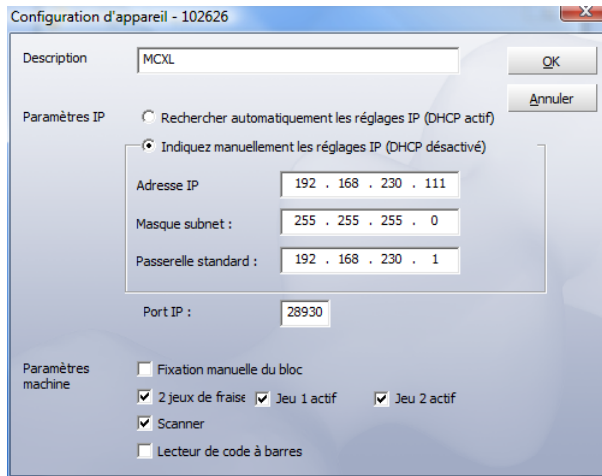 Configuration d'appareil - 102626
Description
MCXL
OK
Annuler
Paramètres IP
Rechercher automatiquement les réglages IP (DHCP actif)
Indiquez manuellement les réglages IP (DHCP désactivé)
Adresse IP
192 . 168 . 230 . 111
Masque subnet :
255 . 255 . 255 . 0
Passerelle standard :
192 . 168 . 230 . 1
Port IP :
28930
Paramètres
machine
Fixation manuelle du bloc
2 jeux de fraise Jeu 1 actif Jeu 2 actif
Scanner
Lecteur de code à barres